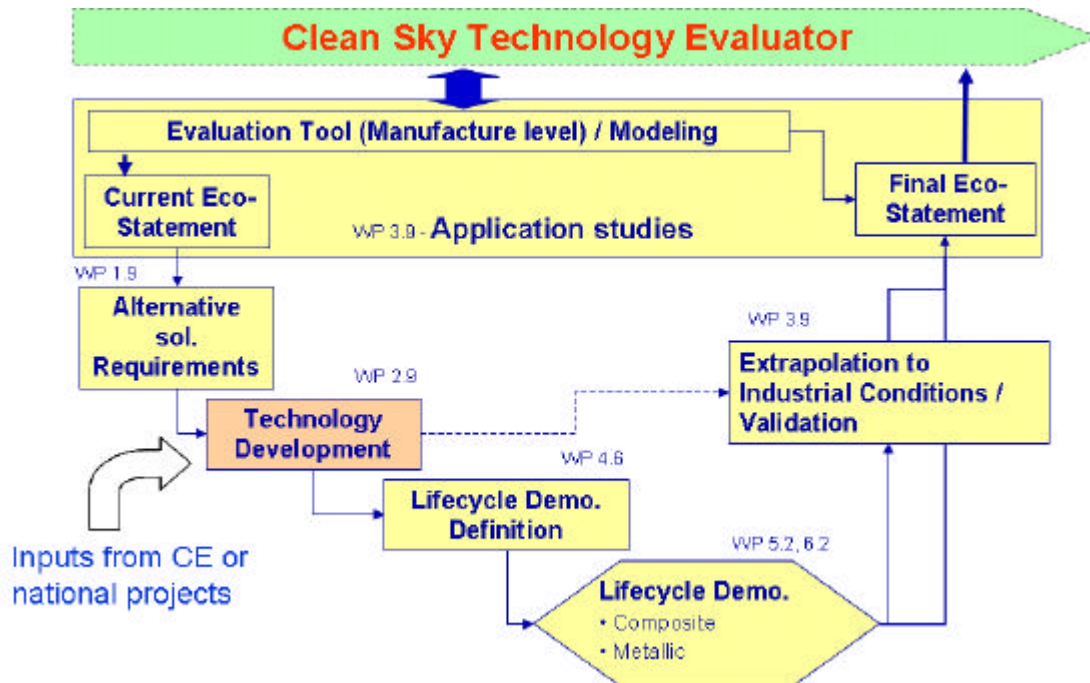 Clean Sky Technology Evaluator
Evaluation Tool (Manufacture level) / Modeling
Current Eco-
Statement
Final Eco-
Statement
WP 3.9 - Application studies
WP 1.9
Alternative
sol.
Requirements
WP 3.9
Extrapolation to
Industrial Conditions /
Validation
WP 2.9
Technology
Development
WP 4.6
Lifecycle Demo.
Definition
Inputs from CE or
national projects
WP 5.2, 6.2
Lifecycle Demo.
• Composite
• Metallic